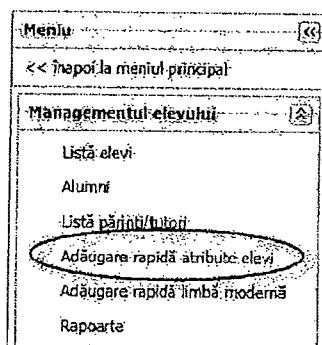 Meniu
<< Înapoi la meniul principal
Managementul elevului
Listă elevi
Alumni
Listă părinți/tutori
Adăugare rapidă atribute elevi
Adăugare rapidă limbă modernă
Rapoarte